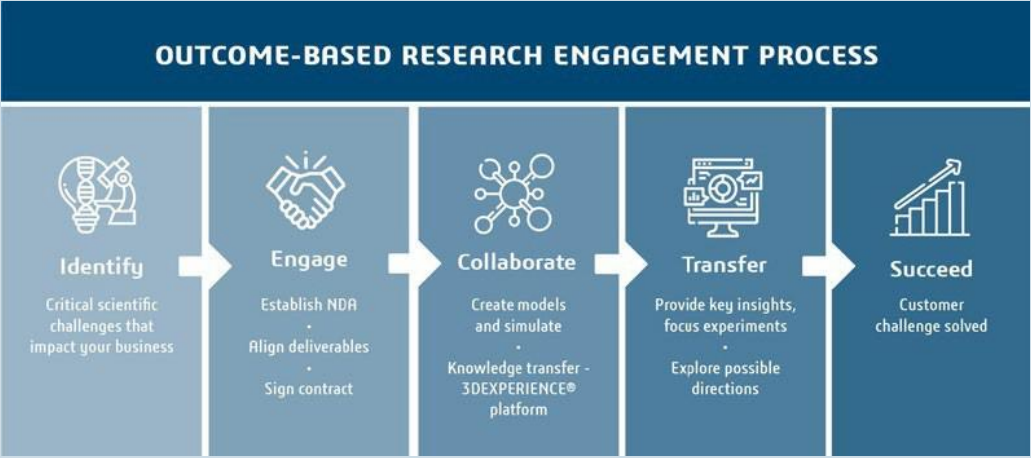 OUTCOME-BASED RESEARCH ENGAGEMENT PROCESS
Identify
Critical scientific
challenges that
impact your business
Engage
Establish NDA
•
Align deliverables
•
Sign contract
Collaborate
Create models
and simulate
•
Knowledge transfer -
3DEXPERIENCE®
platform
Transfer
Provide key insights,
focus experiments
•
Explore possible
directions
Succeed
Customer
challenge solved